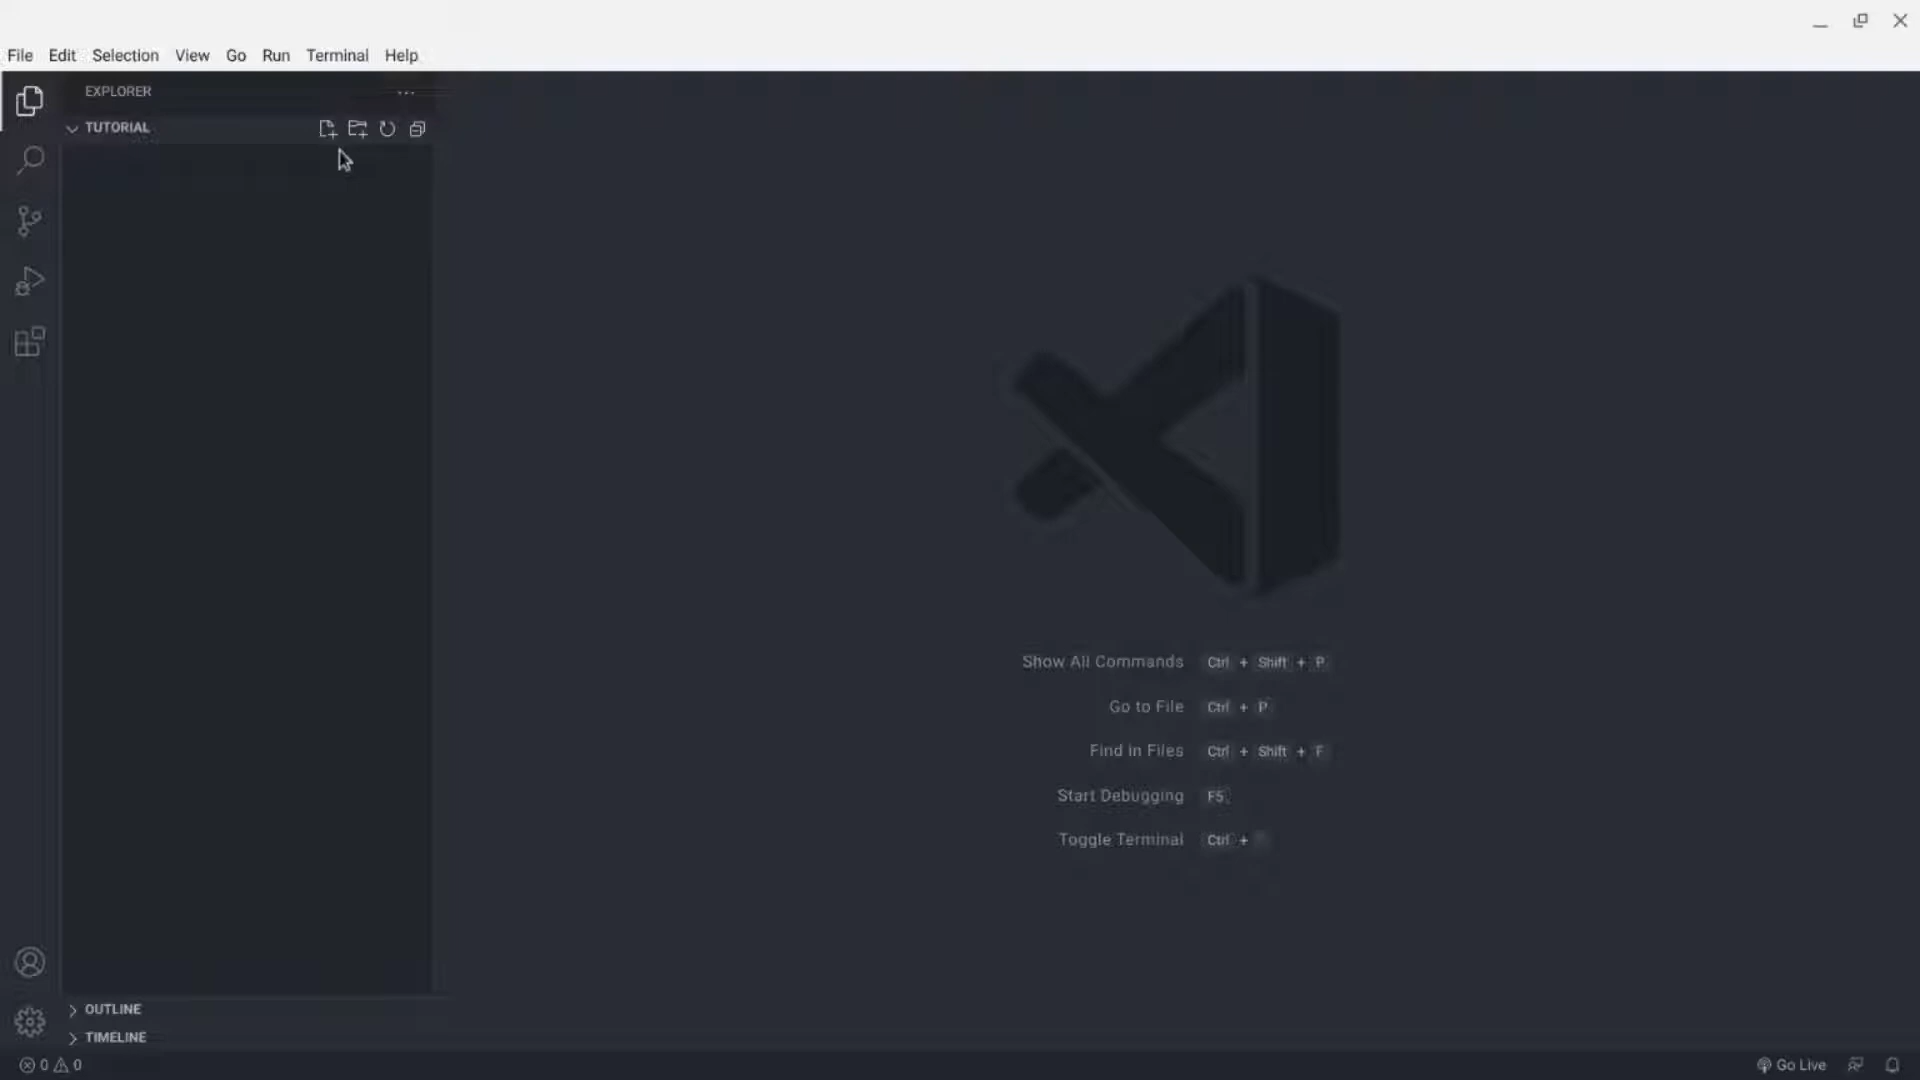 File Edit Selection View Go Run Terminal Help
EXPLORER
TUTORIAL
Show All Commands Ctrl + Shift + P
Go to File Ctrl + P
Find in Files Ctrl + Shift + F
Start Debugging F5
Toggle Terminal Ctrl +
OUTLINE
TIMELINE
0 0 Go Live